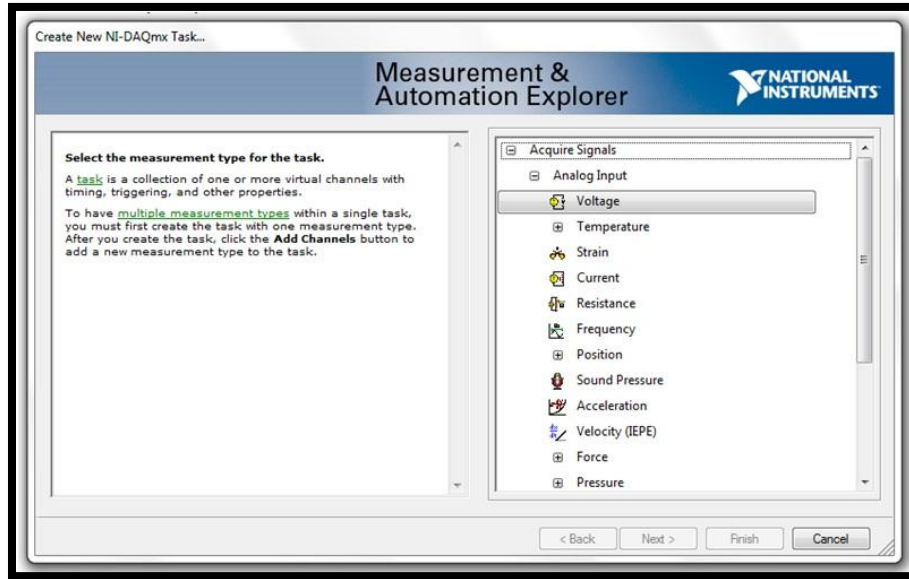 Create New NI-DAQmx Task...
Measurement &
Automation Explorer
NATIONAL
INSTRUMENTS
Select the measurement type for the task.
A task is a collection of one or more virtual channels with
timing, triggering, and other properties.
To have multiple measurement types within a single task,
you must first create the task with one measurement type.
After you create the task, click the Add Channels button to
add a new measurement type to the task.
Acquire Signals
Analog Input
Voltage
Temperature
Strain
Current
Resistance
Frequency
Position
Sound Pressure
Acceleration
Velocity (IEPE)
Force
Pressure
< Back
Next >
Finish
Cancel